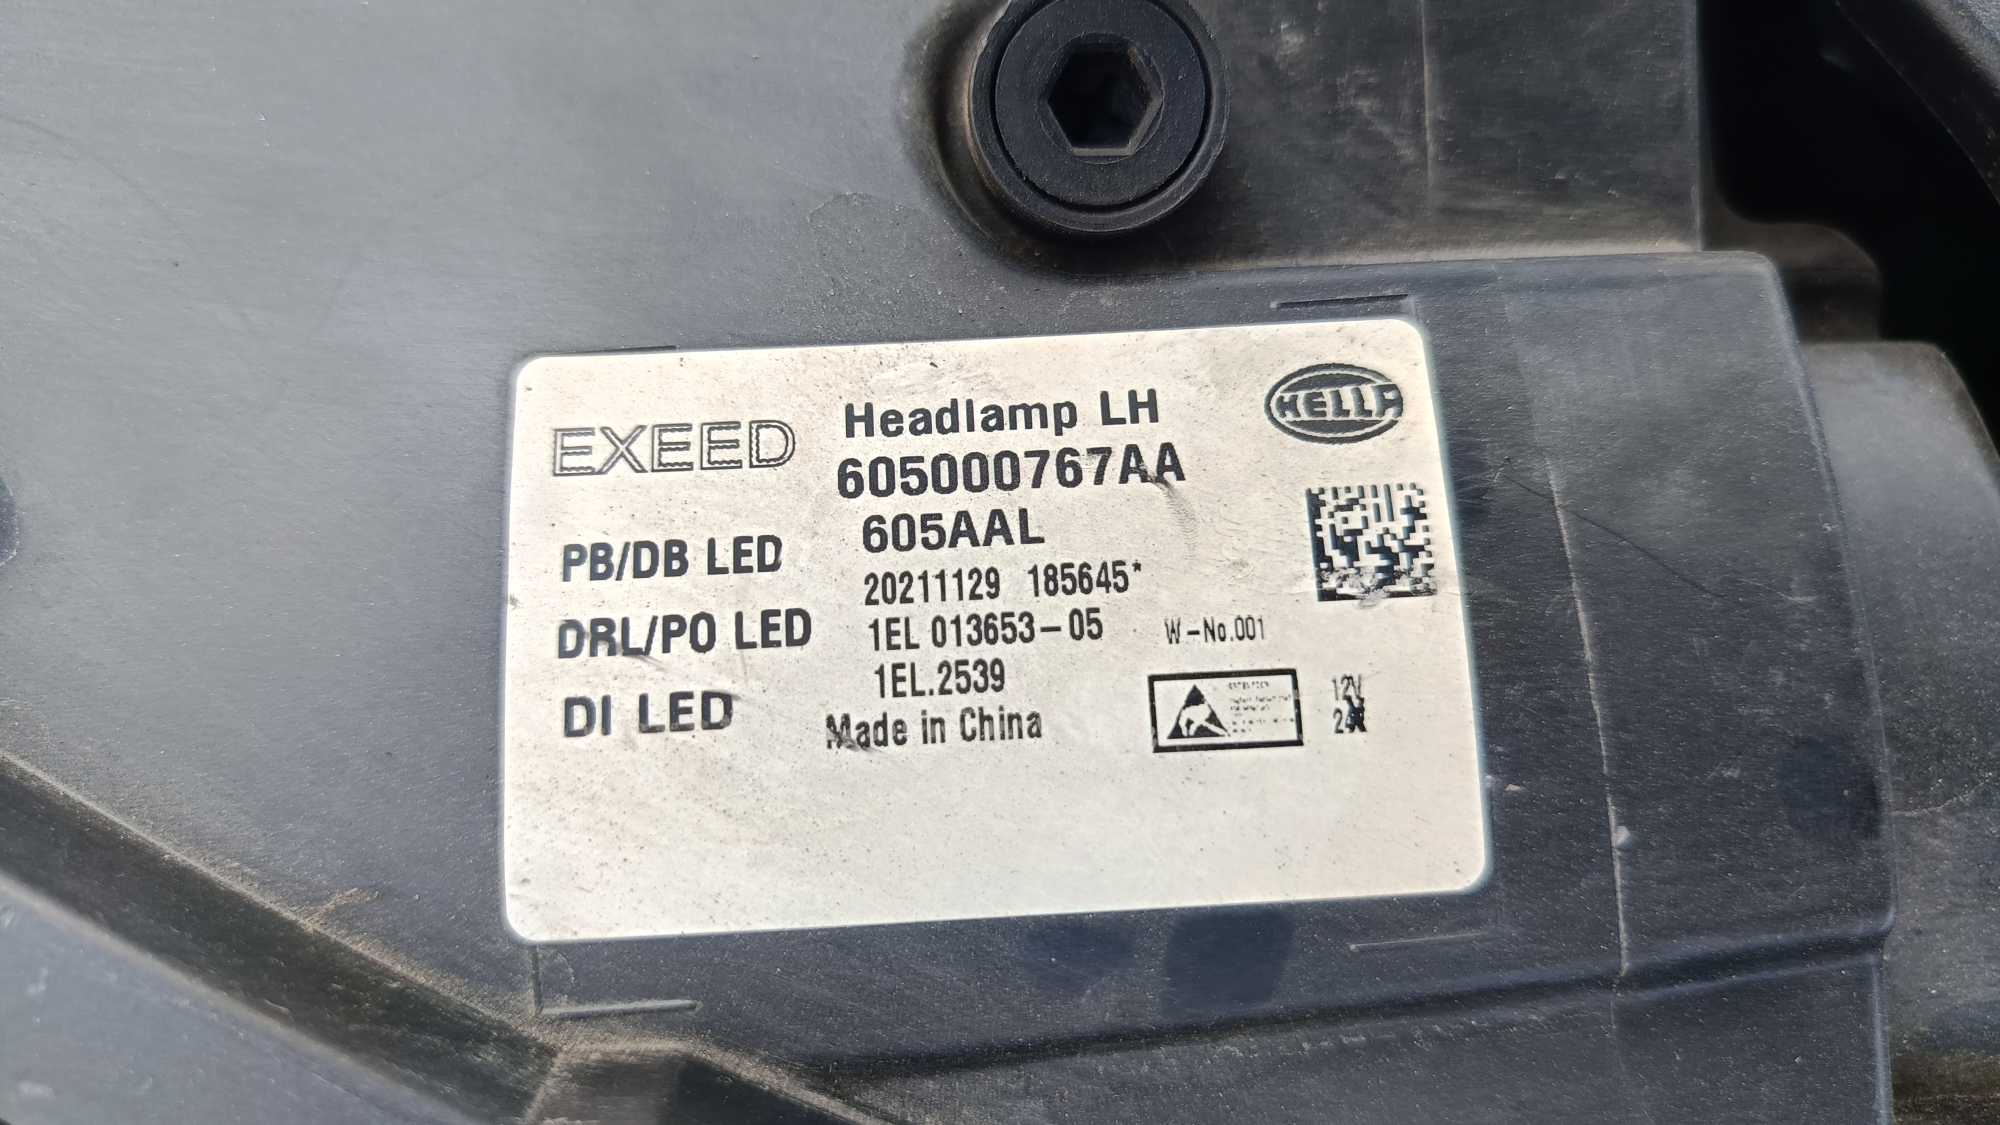 EXEED
Headlamp LH
HELLA
605000767AA
605AAL
PB/DB LED
20211129 185645*
DRL/PO LED
1EL 013653-05
W-No.001
1EL.2539
DI LED
Made in China
12V